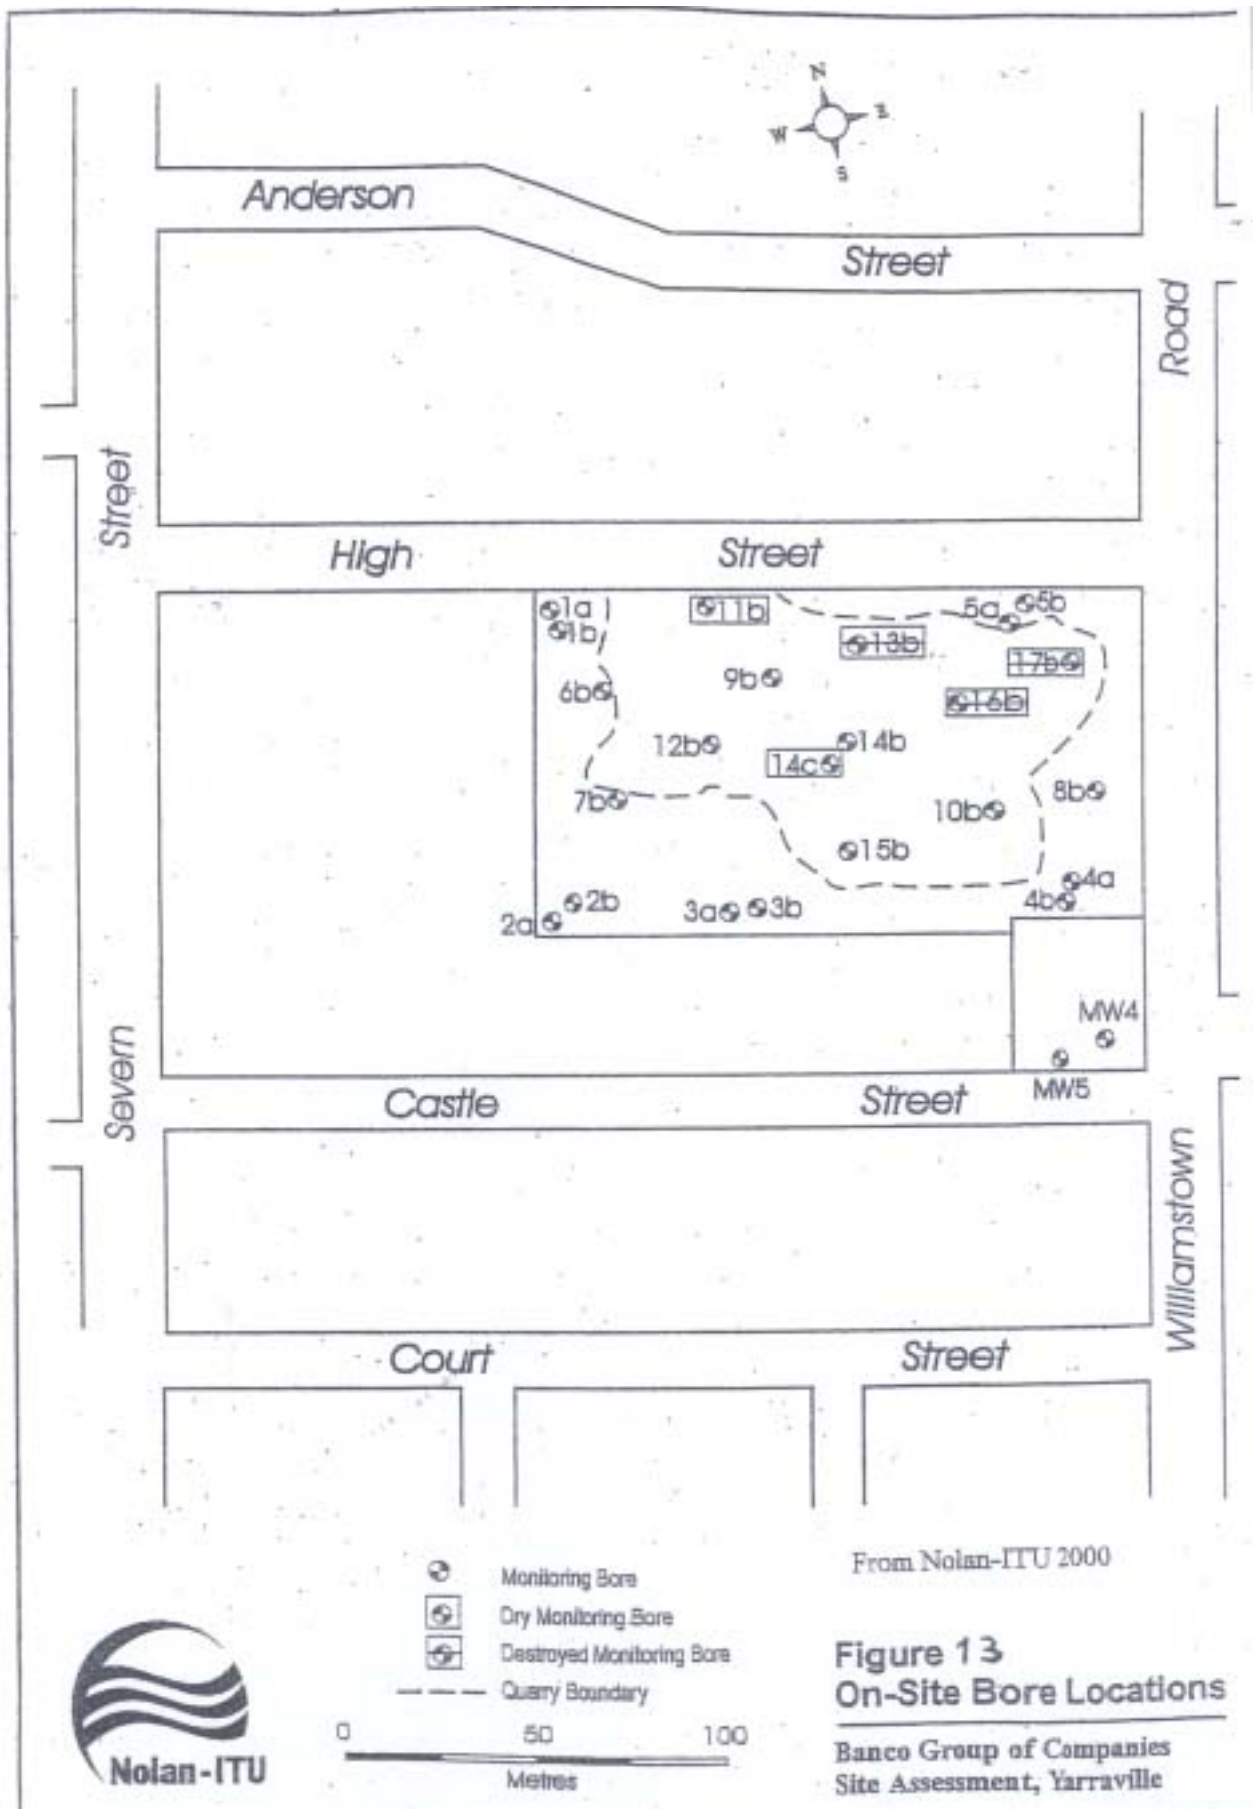 N
W E
S
Anderson
Street
Road
Street
High Street
1a
1b
11b
5a
5b
13b
17b
6b
9b
16b
12b
14b
14c
7b
8b
10b
15b
4a
2b
3a
3b
4b
2a
MW4
MW5
Severn
Castle Street
Williamstown
Court Street
From Nolan-ITU 2000
Monitoring Bore
Dry Monitoring Bore
Destroyed Monitoring Bore
Quarry Boundary
0 50 100
Metres
Nolan-ITU
Figure 13
On-Site Bore Locations
Banco Group of Companies
Site Assessment, Yarraville